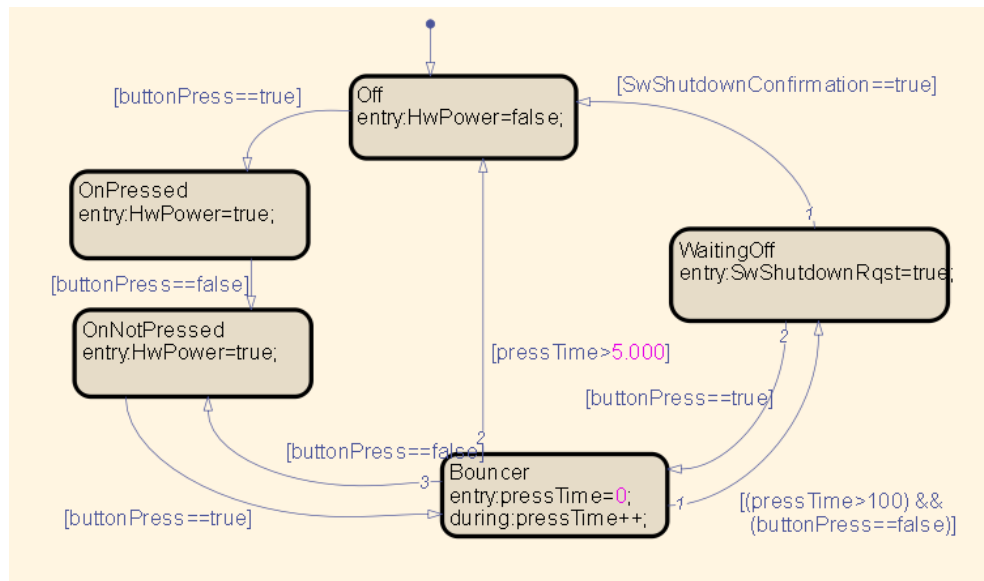 [buttonPress==true]
Off
entry:HwPower=false;
[SwShutdownConfirmation==true]
OnPressed
entry:HwPower=true;
1
WaitingOff
entry:SwShutdownRqst=true;
[buttonPress==false]
OnNotPressed
entry:HwPower=true;
2
[pressTime>5.000]
[buttonPress==true]
2
[buttonPress==false]
3
Bouncer
entry:pressTime=0;
during:pressTime++;
1
[(pressTime>100) &&
(buttonPress==false)]
[buttonPress==true]